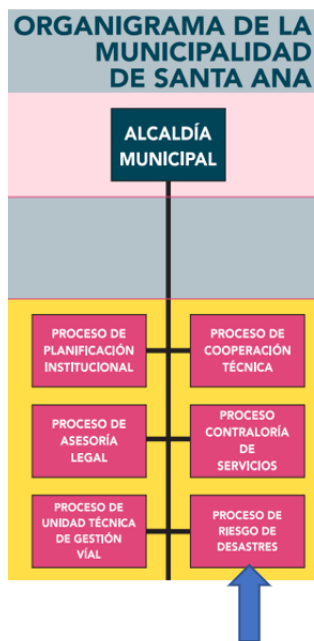 ORGANIGRAMA DE LA
MUNICIPALIDAD
DE SANTA ANA
ALCALDÍA
MUNICIPAL
PROCESO DE
PLANIFICACIÓN
INSTITUCIONAL
PROCESO DE
COOPERACIÓN
TÉCNICA
PROCESO DE
ASESORÍA
LEGAL
PROCESO
CONTRALORÍA
DE
SERVICIOS
PROCESO DE
UNIDAD TÉCNICA
DE GESTIÓN
VÍAL
PROCESO DE
RIESGO DE
DESASTRES